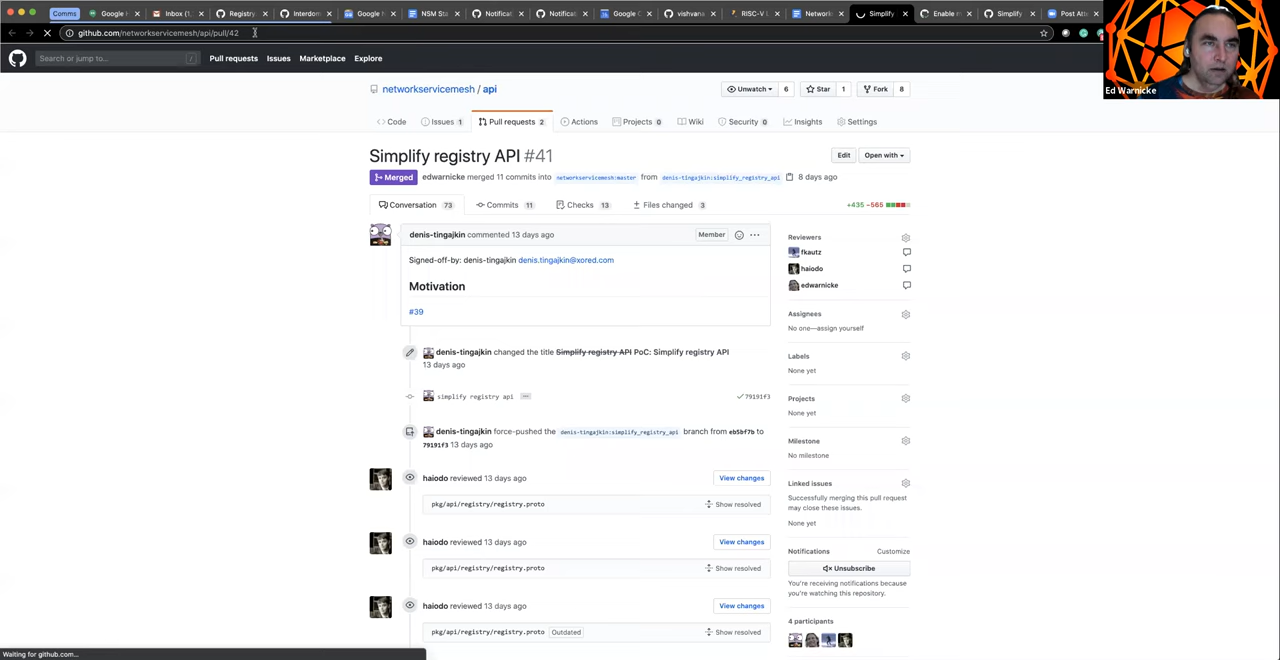 Comms
Google N
Inbox (1,
Registry
Interdom
Google N
NSM Sta
Notificat
Notificat
Google C
vishvana
RISC-V
Network
Simplify
Enable m
Simplify
Post Atte
github.com/networkservicemesh/api/pull/42
Search or jump to...
/
Pull requests
Issues
Marketplace
Explore
Ed Warnicke
networkservicemesh / api
Unwatch
6
Star
1
Fork
8
Code
Issues 1
Pull requests 2
Actions
Projects 0
Wiki
Security 0
Insights
Settings
Simplify registry API #41
Edit
Open with
Merged
edwarnicke merged 11 commits into networkservicemesh:master from denis-tingajkin:simplify_registry_api 8 days ago
Conversation 73
Commits 11
Checks 13
Files changed 3
+435 −565
denis-tingajkin commented 13 days ago
Member
Signed-off-by: denis-tingajkin denis.tingajkin@xored.com
Motivation
#39
denis-tingajkin changed the title Simplify registry API PoC: Simplify registry API
13 days ago
simplify registry api
79191f3
denis-tingajkin force-pushed the denis-tingajkin:simplify_registry_api branch from eb5bf7b to
79191f3 13 days ago
haiodo reviewed 13 days ago
View changes
pkg/api/registry/registry.proto
Show resolved
haiodo reviewed 13 days ago
View changes
pkg/api/registry/registry.proto
Show resolved
haiodo reviewed 13 days ago
View changes
pkg/api/registry/registry.proto
Outdated
Show resolved
Reviewers
fkautz
haiodo
edwarnicke
Assignees
No one—assign yourself
Labels
None yet
Projects
None yet
Milestone
No milestone
Linked issues
Successfully merging this pull request
may close these issues.
None yet
Notifications
Customize
Unsubscribe
You're receiving notifications because
you're watching this repository.
4 participants
Waiting for github.com...